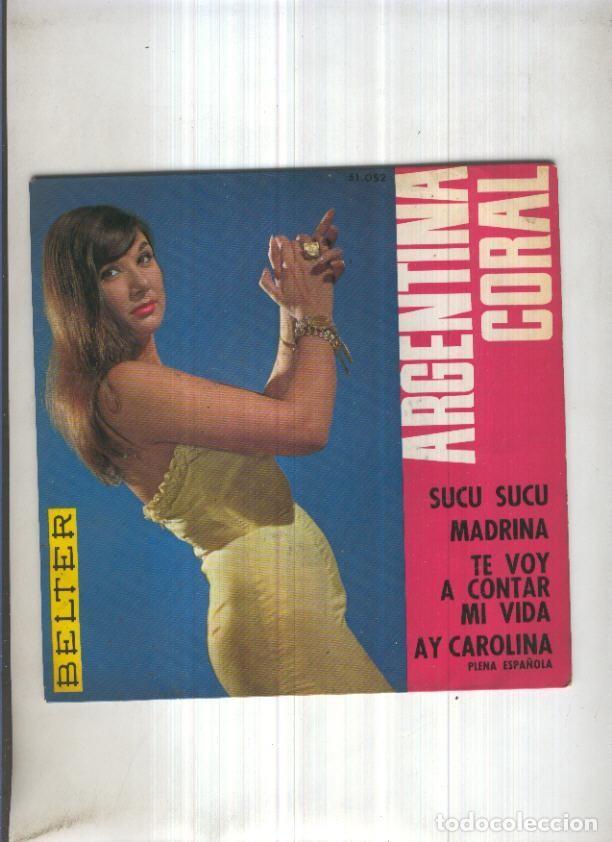 51.052
ARGENTINA
CORAL
SUCU SUCU
MADRINA
TE VOY
A CONTAR
MI VIDA
AY CAROLINA
PLENA ESPAÑOLA
BELTER
todocoleccion